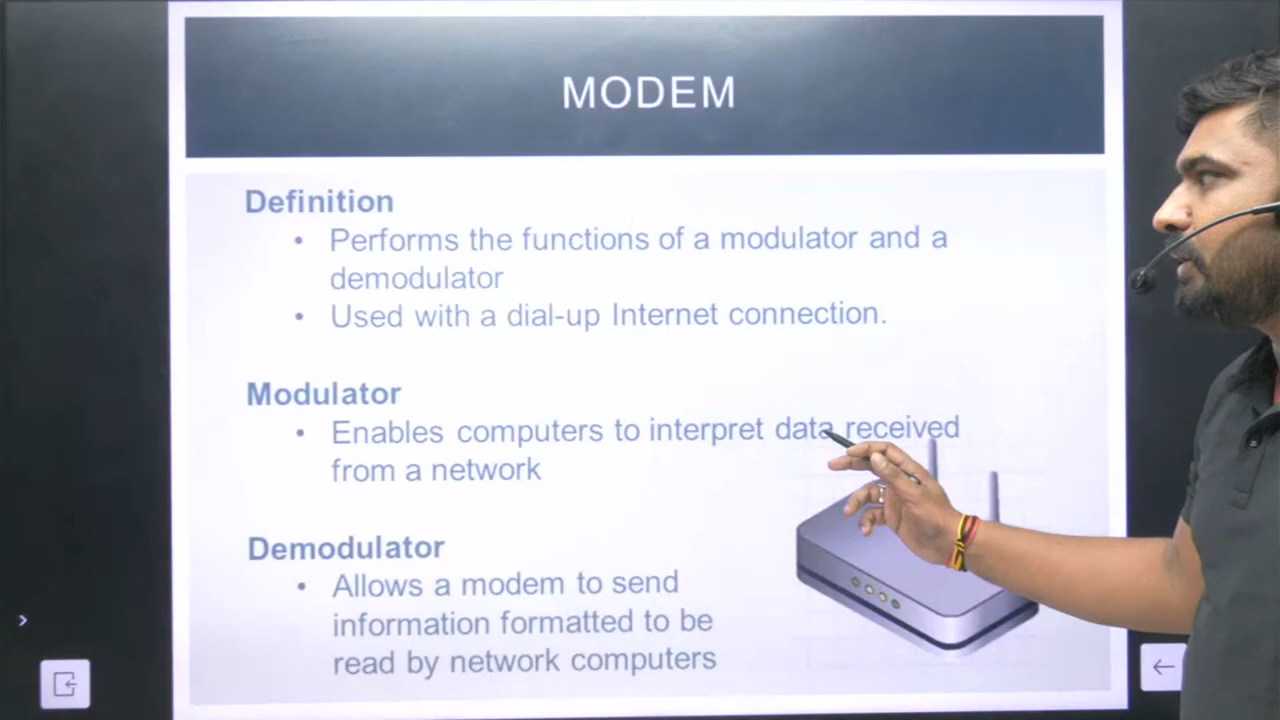 MODEM
Definition
• Performs the functions of a modulator and a
demodulator
• Used with a dial-up Internet connection.
Modulator
• Enables computers to interpret data received
from a network
Demodulator
• Allows a modem to send
information formatted to be
read by network computers